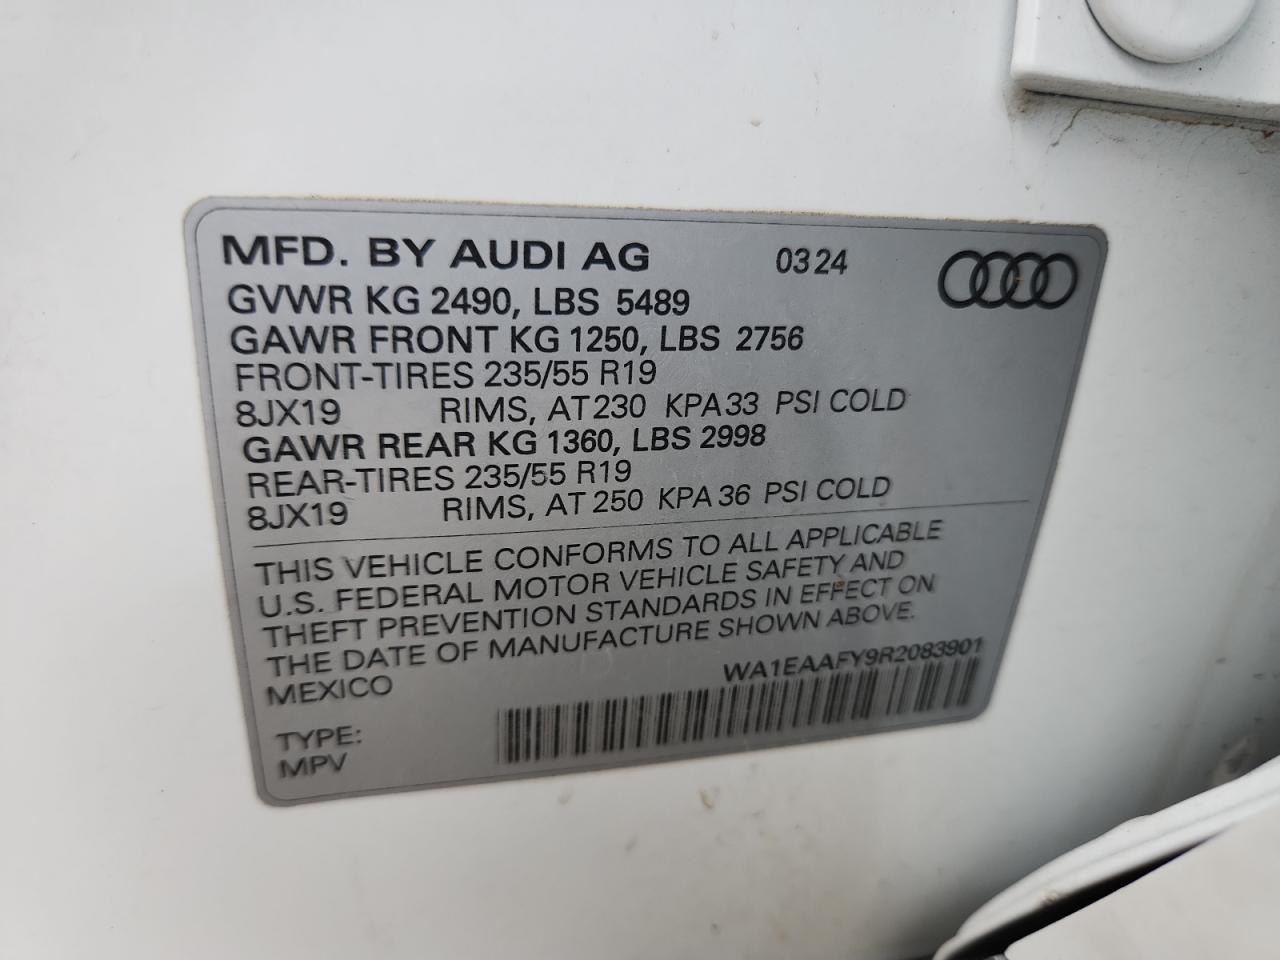 MFD. BY AUDI AG 03 24
GVWR KG 2490, LBS 5489
GAWR FRONT KG 1250, LBS 2756
FRONT-TIRES 235/55 R19
8JX19 RIMS, AT 230 KPA 33 PSI COLD
GAWR REAR KG 1360, LBS 2998
REAR-TIRES 235/55 R19
8JX19 RIMS, AT 250 KPA 36 PSI COLD
THIS VEHICLE CONFORMS TO ALL APPLICABLE
U.S. FEDERAL MOTOR VEHICLE SAFETY AND
THEFT PREVENTION STANDARDS IN EFFECT ON
THE DATE OF MANUFACTURE SHOWN ABOVE.
MEXICO WA1EAAFY9R2083901
TYPE:
MPV